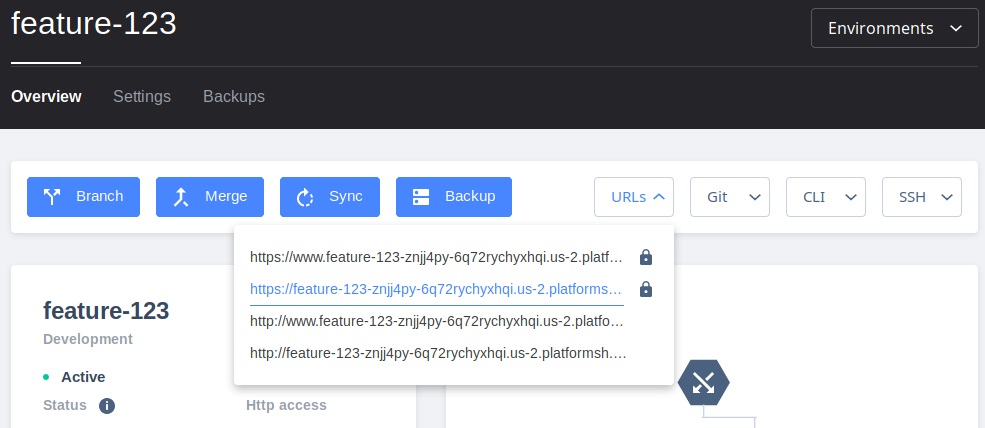 feature-123
Environments
Overview Settings Backups
Branch Merge Sync Backup URLs Git CLI SSH
https://www.feature-123-znjj4py-6q72rychyxhqi.us-2.platf...
https://feature-123-znjj4py-6q72rychyxhqi.us-2.platforms...
http://www.feature-123-znjj4py-6q72rychyxhqi.us-2.platfo...
http://feature-123-znjj4py-6q72rychyxhqi.us-2.platformsh....
feature-123
Development
Active
Status Http access